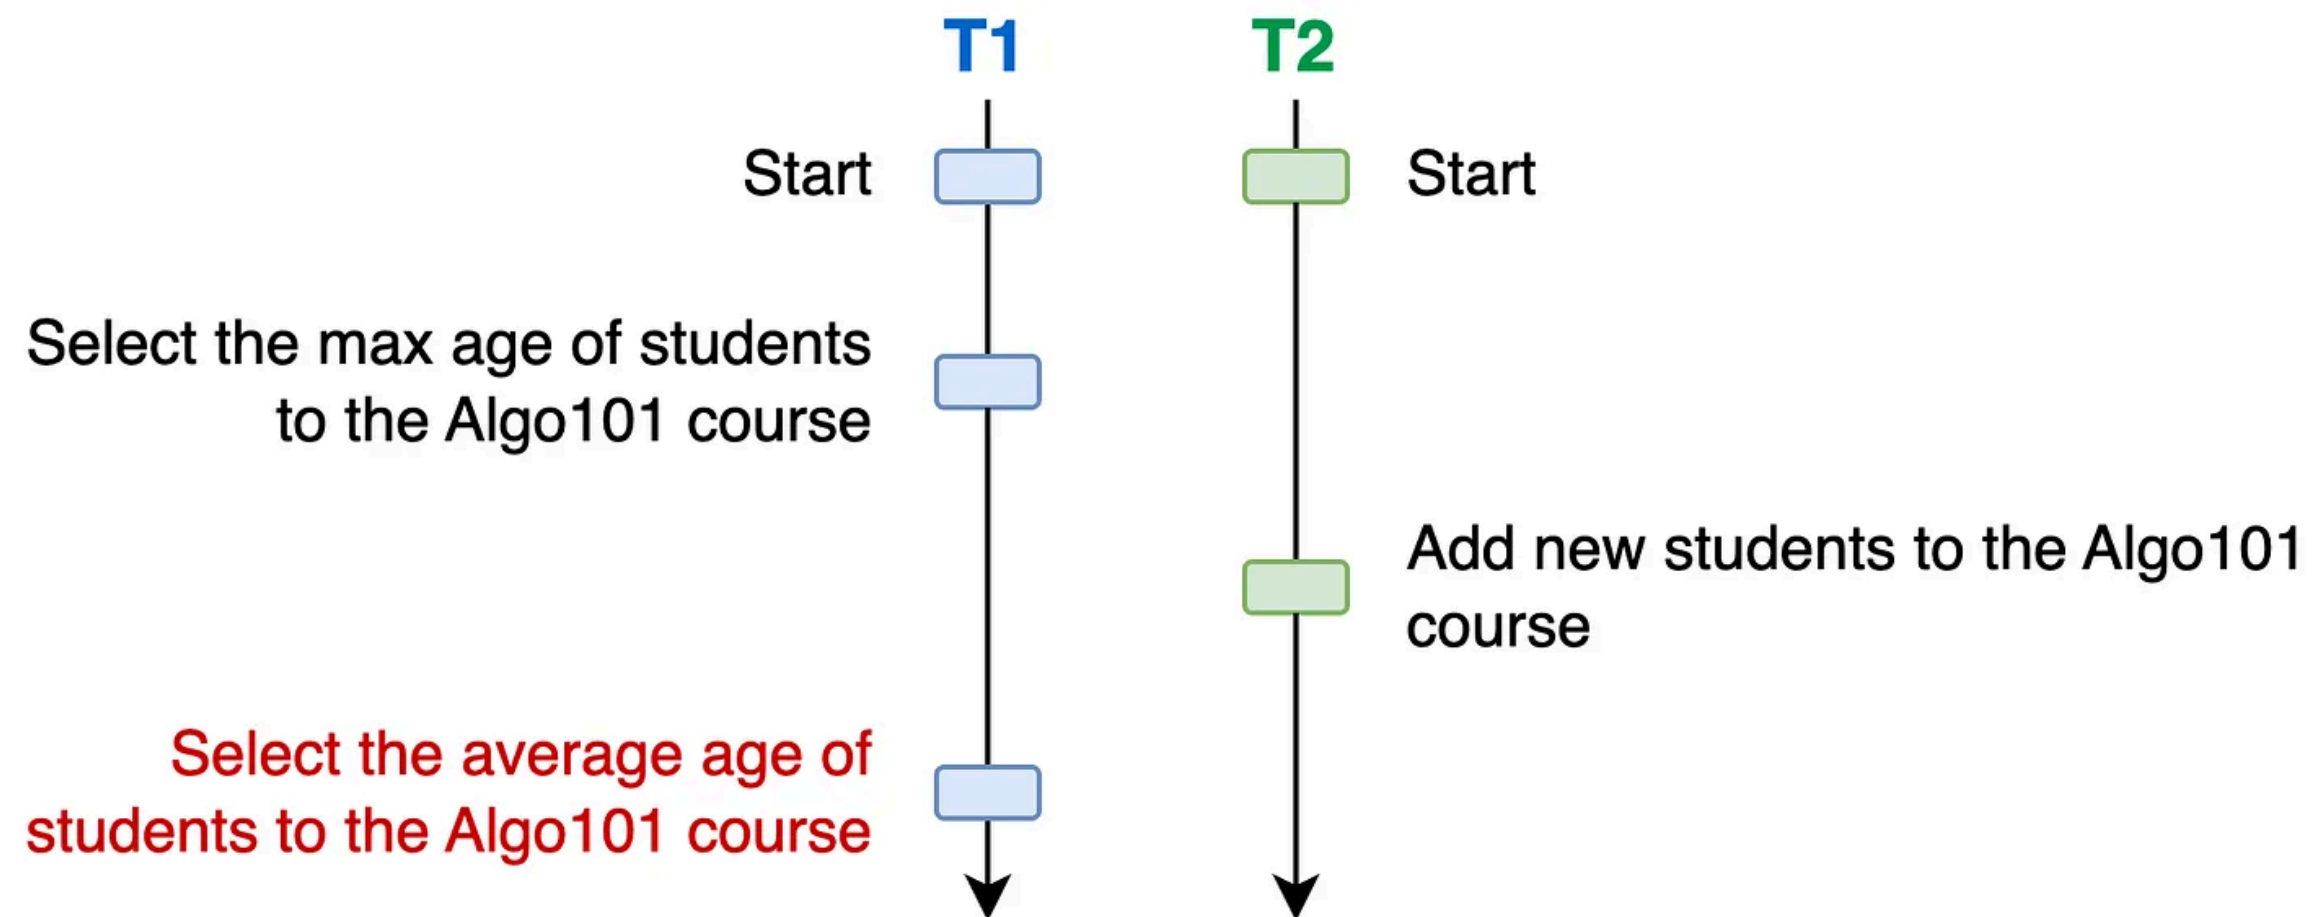 T1
T2
Start
Start
Select the max age of students
to the Algo101 course
Add new students to the Algo101
course
Select the average age of
students to the Algo101 course